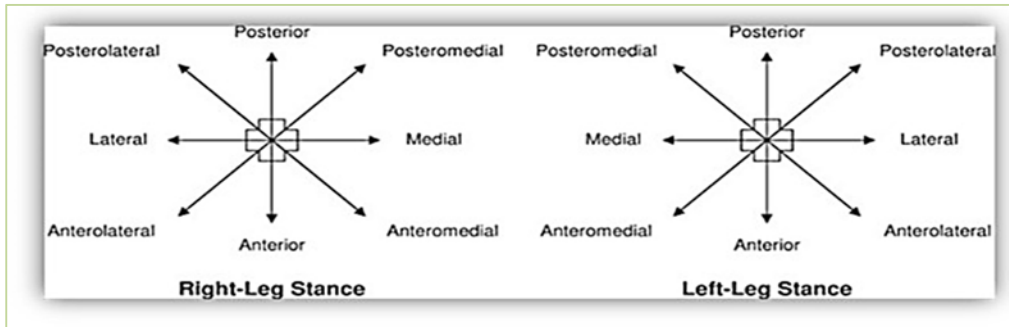 Posterior
Posterolateral
Posteromedial
Lateral
Medial
Anterolateral
Anteromedial
Anterior
Right-Leg Stance
Posterior
Posteromedial
Posterolateral
Medial
Lateral
Anteromedial
Anterolateral
Anterior
Left-Leg Stance